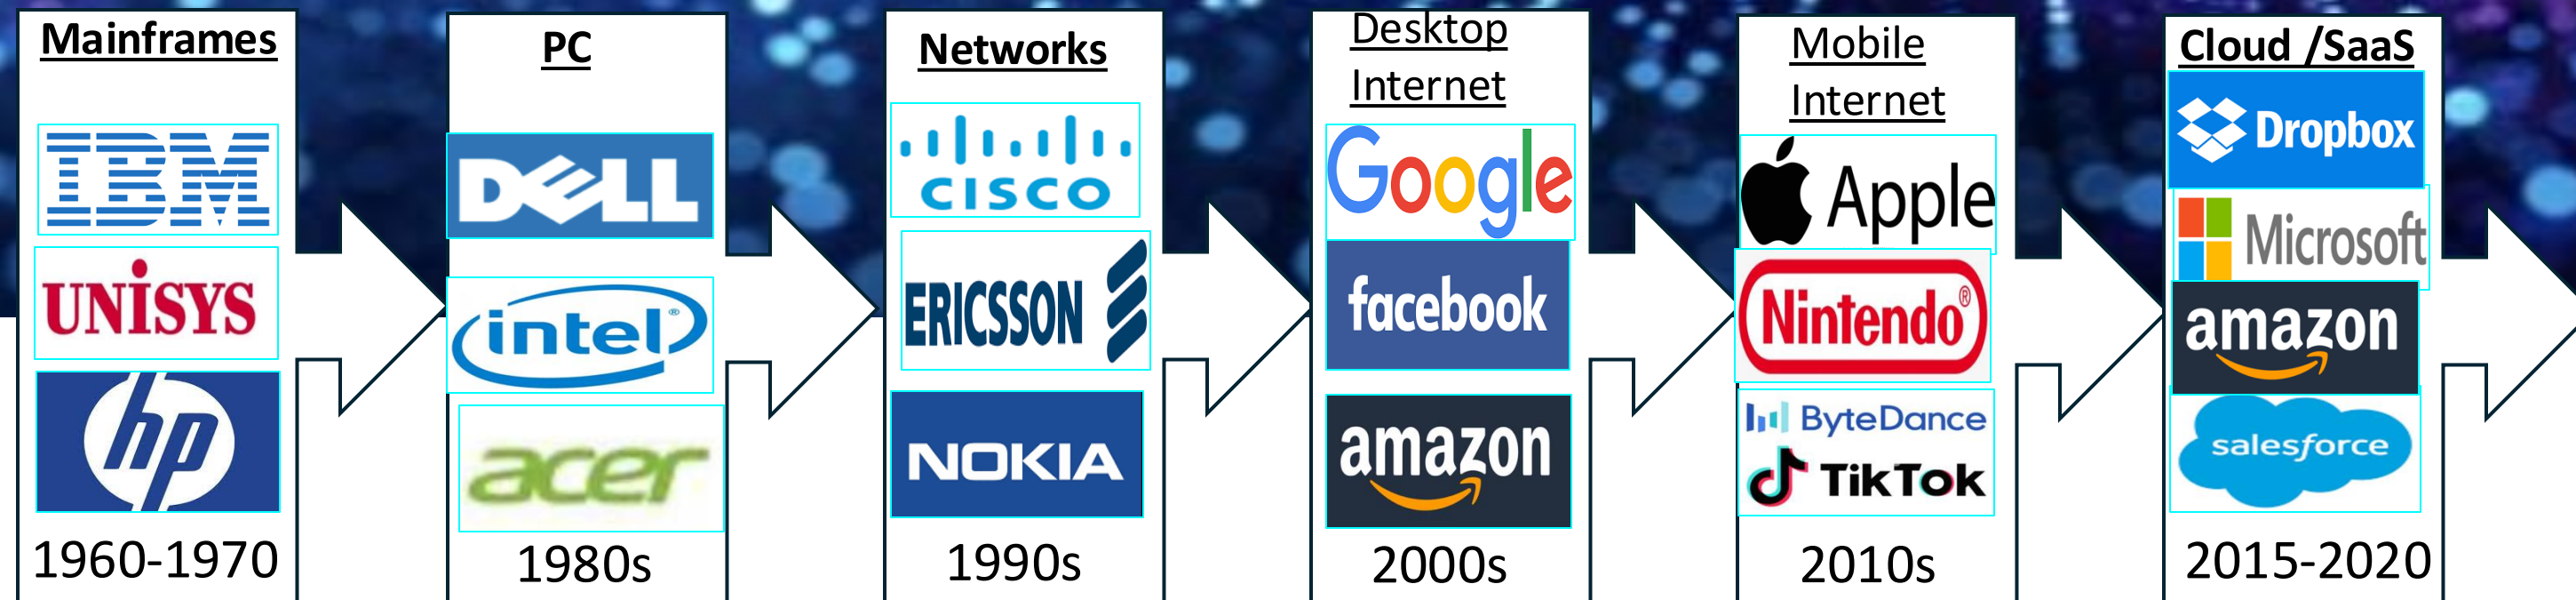 Mainframes
IBM
UNiSYS
hp
1960-1970
PC
DELL
intel®
acer
1980s
Networks
CISCO
ERICSSON
NOKIA
1990s
Desktop
Internet
Google
facebook
amazon
2000s
Mobile
Internet
Apple
Nintendo®
ByteDance
TikTok
2010s
Cloud /SaaS
Dropbox
Microsoft
amazon
salesforce
2015-2020